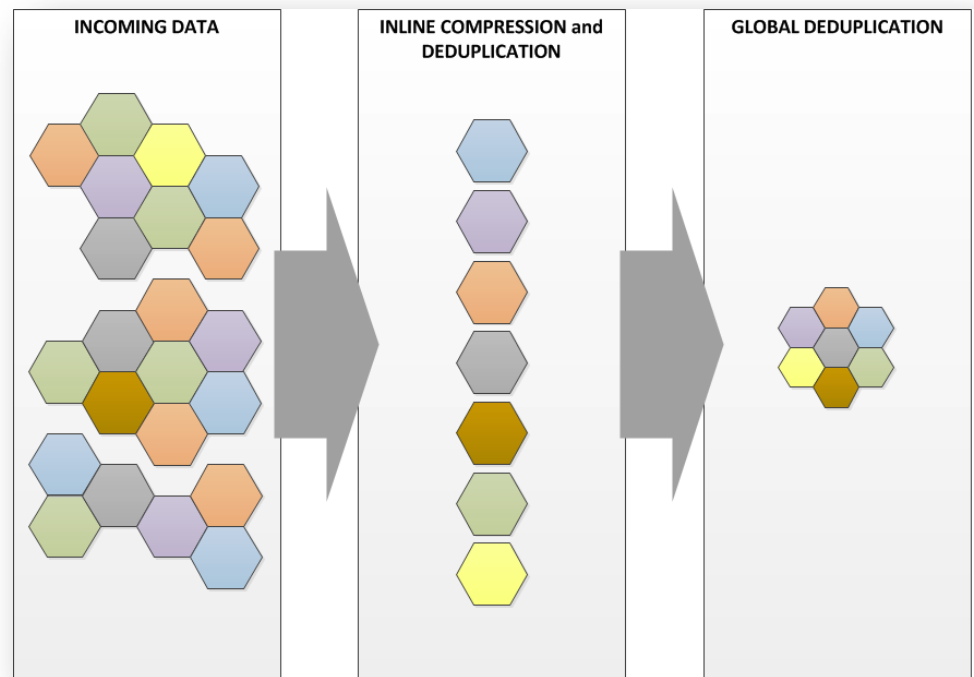 INCOMING DATA
INLINE COMPRESSION and
DEDUPLICATION
GLOBAL DEDUPLICATION